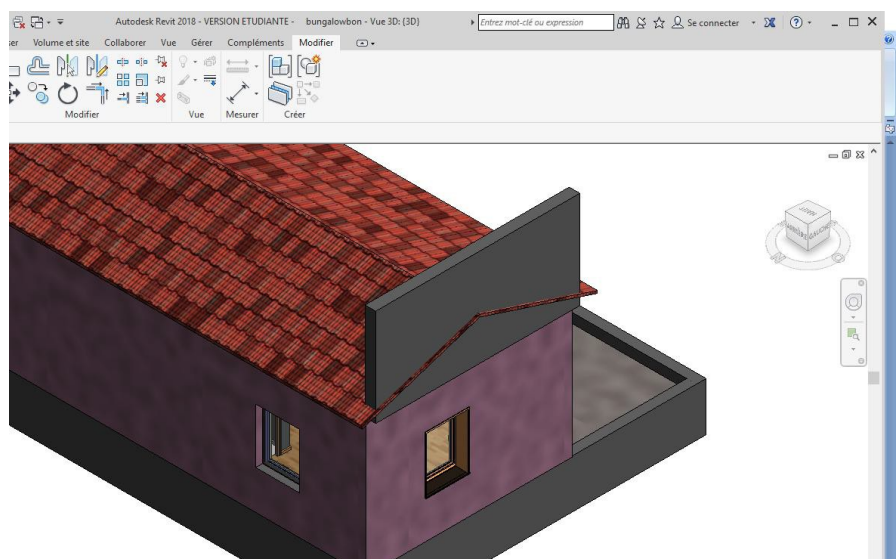 Autodesk Revit 2018 - VERSION ETUDIANTE - bungalowbon - Vue 3D: {3D}
Entrez mot-clé ou expression
Se connecter
Volume et site Collaborer Vue Gérer Compléments Modifier
Modifier Vue Mesurer Créer